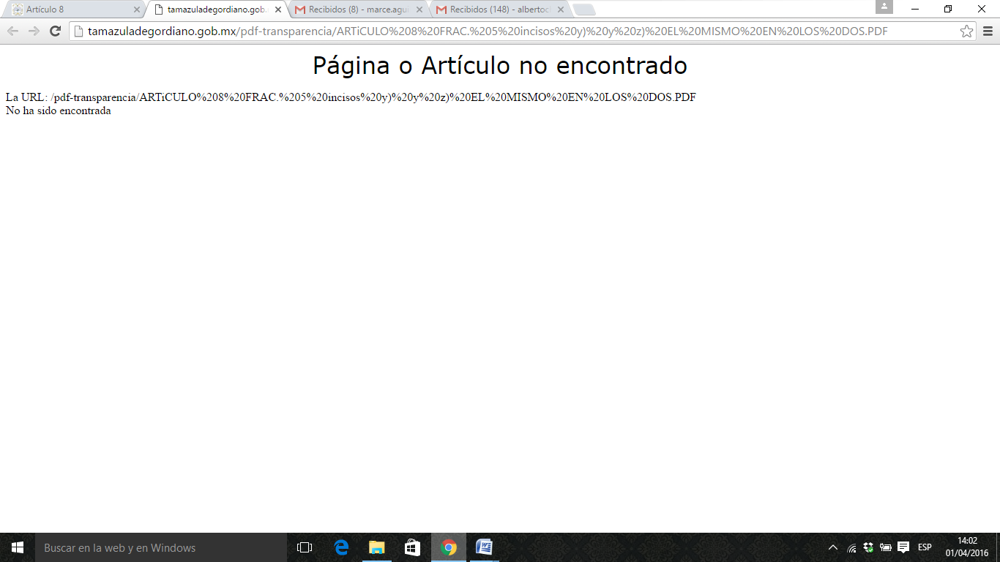 Artículo 8
tamazuladegordiano.gob.
Recibidos (8) - marce.agui
Recibidos (148) - albertoc
tamazuladegordiano.gob.mx/pdf-transparencia/ARTiCULO%208%20FRAC.%205%20incisos%20y)%20y%20z)%20EL%20MISMO%20EN%20LOS%20DOS.PDF
Página o Artículo no encontrado
La URL: /pdf-transparencia/ARTiCULO%208%20FRAC.%205%20incisos%20y)%20y%20z)%20EL%20MISMO%20EN%20LOS%20DOS.PDF
No ha sido encontrada
Buscar en la web y en Windows
ESP
14:02
01/04/2016